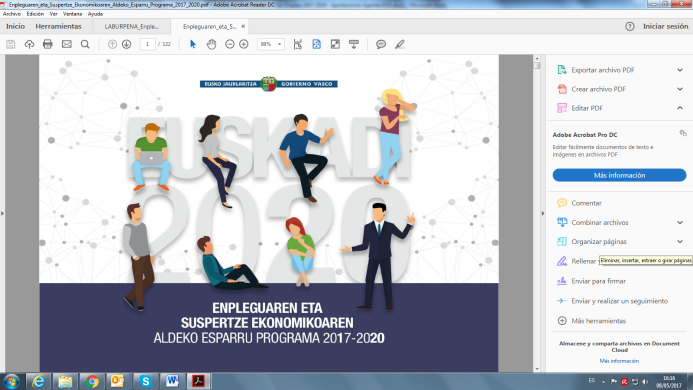 Enpleguaren_eta_Suspertze_Ekonomikoaren_Aldeko_Esparru_Programa_2017_2020.pdf - Adobe Acrobat Reader DC
Archivo Edición Ver Ventana Ayuda
Inicio Herramientas LABURPENA_Enple... Enpleguaren_eta_S... × Iniciar sesión
1 / 122 88%
EUSKO JAURLARITZA GOBIERNO VASCO
EUSKADI
2020
ENPLEGUAREN ETA
SUSPERTZE EKONOMIKOAREN
ALDEKO ESPARRU PROGRAMA 2017-2020
Exportar archivo PDF
Crear archivo PDF
Editar PDF
Adobe Acrobat Pro DC
Editar fácilmente documentos de texto e
imágenes en archivos PDF
Más información
Comentar
Combinar archivos
Organizar páginas
Rellenar
Eliminar, insertar, extraer o girar páginas
Enviar para firmar
Enviar y realizar un seguimiento
Más herramientas
Almacene y comparta archivos en Document
Cloud
Más información
ES 16:16
08/05/2017